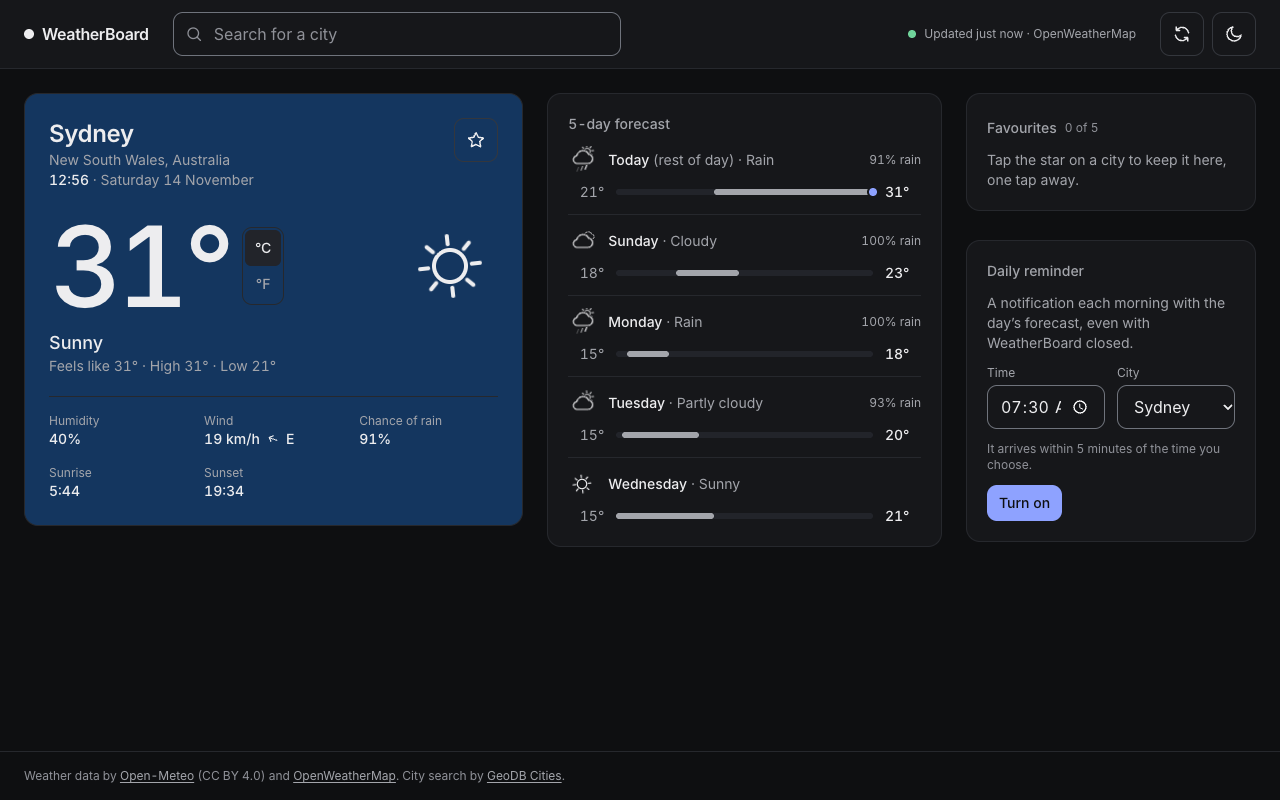 WeatherBoard
Search for a city
Updated just now · OpenWeatherMap
Sydney
New South Wales, Australia
12:56 · Saturday 14 November
31°
°C
°F
Sunny
Feels like 31° · High 31° · Low 21°
Humidity
40%
Wind
19 km/h ← E
Chance of rain
91%
Sunrise
5:44
Sunset
19:34
5-day forecast
Today (rest of day) · Rain 91% rain
21° 31°
Sunday · Cloudy 100% rain
18° 23°
Monday · Rain 100% rain
15° 18°
Tuesday · Partly cloudy 93% rain
15° 20°
Wednesday · Sunny
15° 21°
Favourites 0 of 5
Tap the star on a city to keep it here,
one tap away.
Daily reminder
A notification each morning with the
day's forecast, even with
WeatherBoard closed.
Time City
07:30 Sydney
It arrives within 5 minutes of the time you
choose.
Turn on
Weather data by Open-Meteo (CC BY 4.0) and OpenWeatherMap. City search by GeoDB Cities.